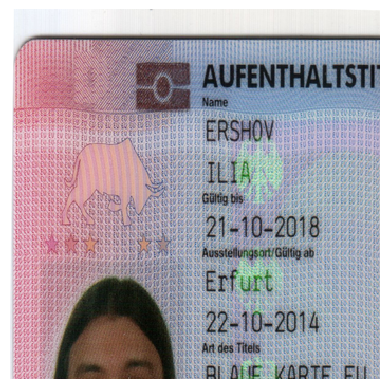 AUFENTHALTSTIT
Name
ERSHOV
ILIA
Gültig bis
21-10-2018
Ausstellungsort/Gültig ab
Erfurt
22-10-2014
Art des Titels
BLAUE KARTE EU